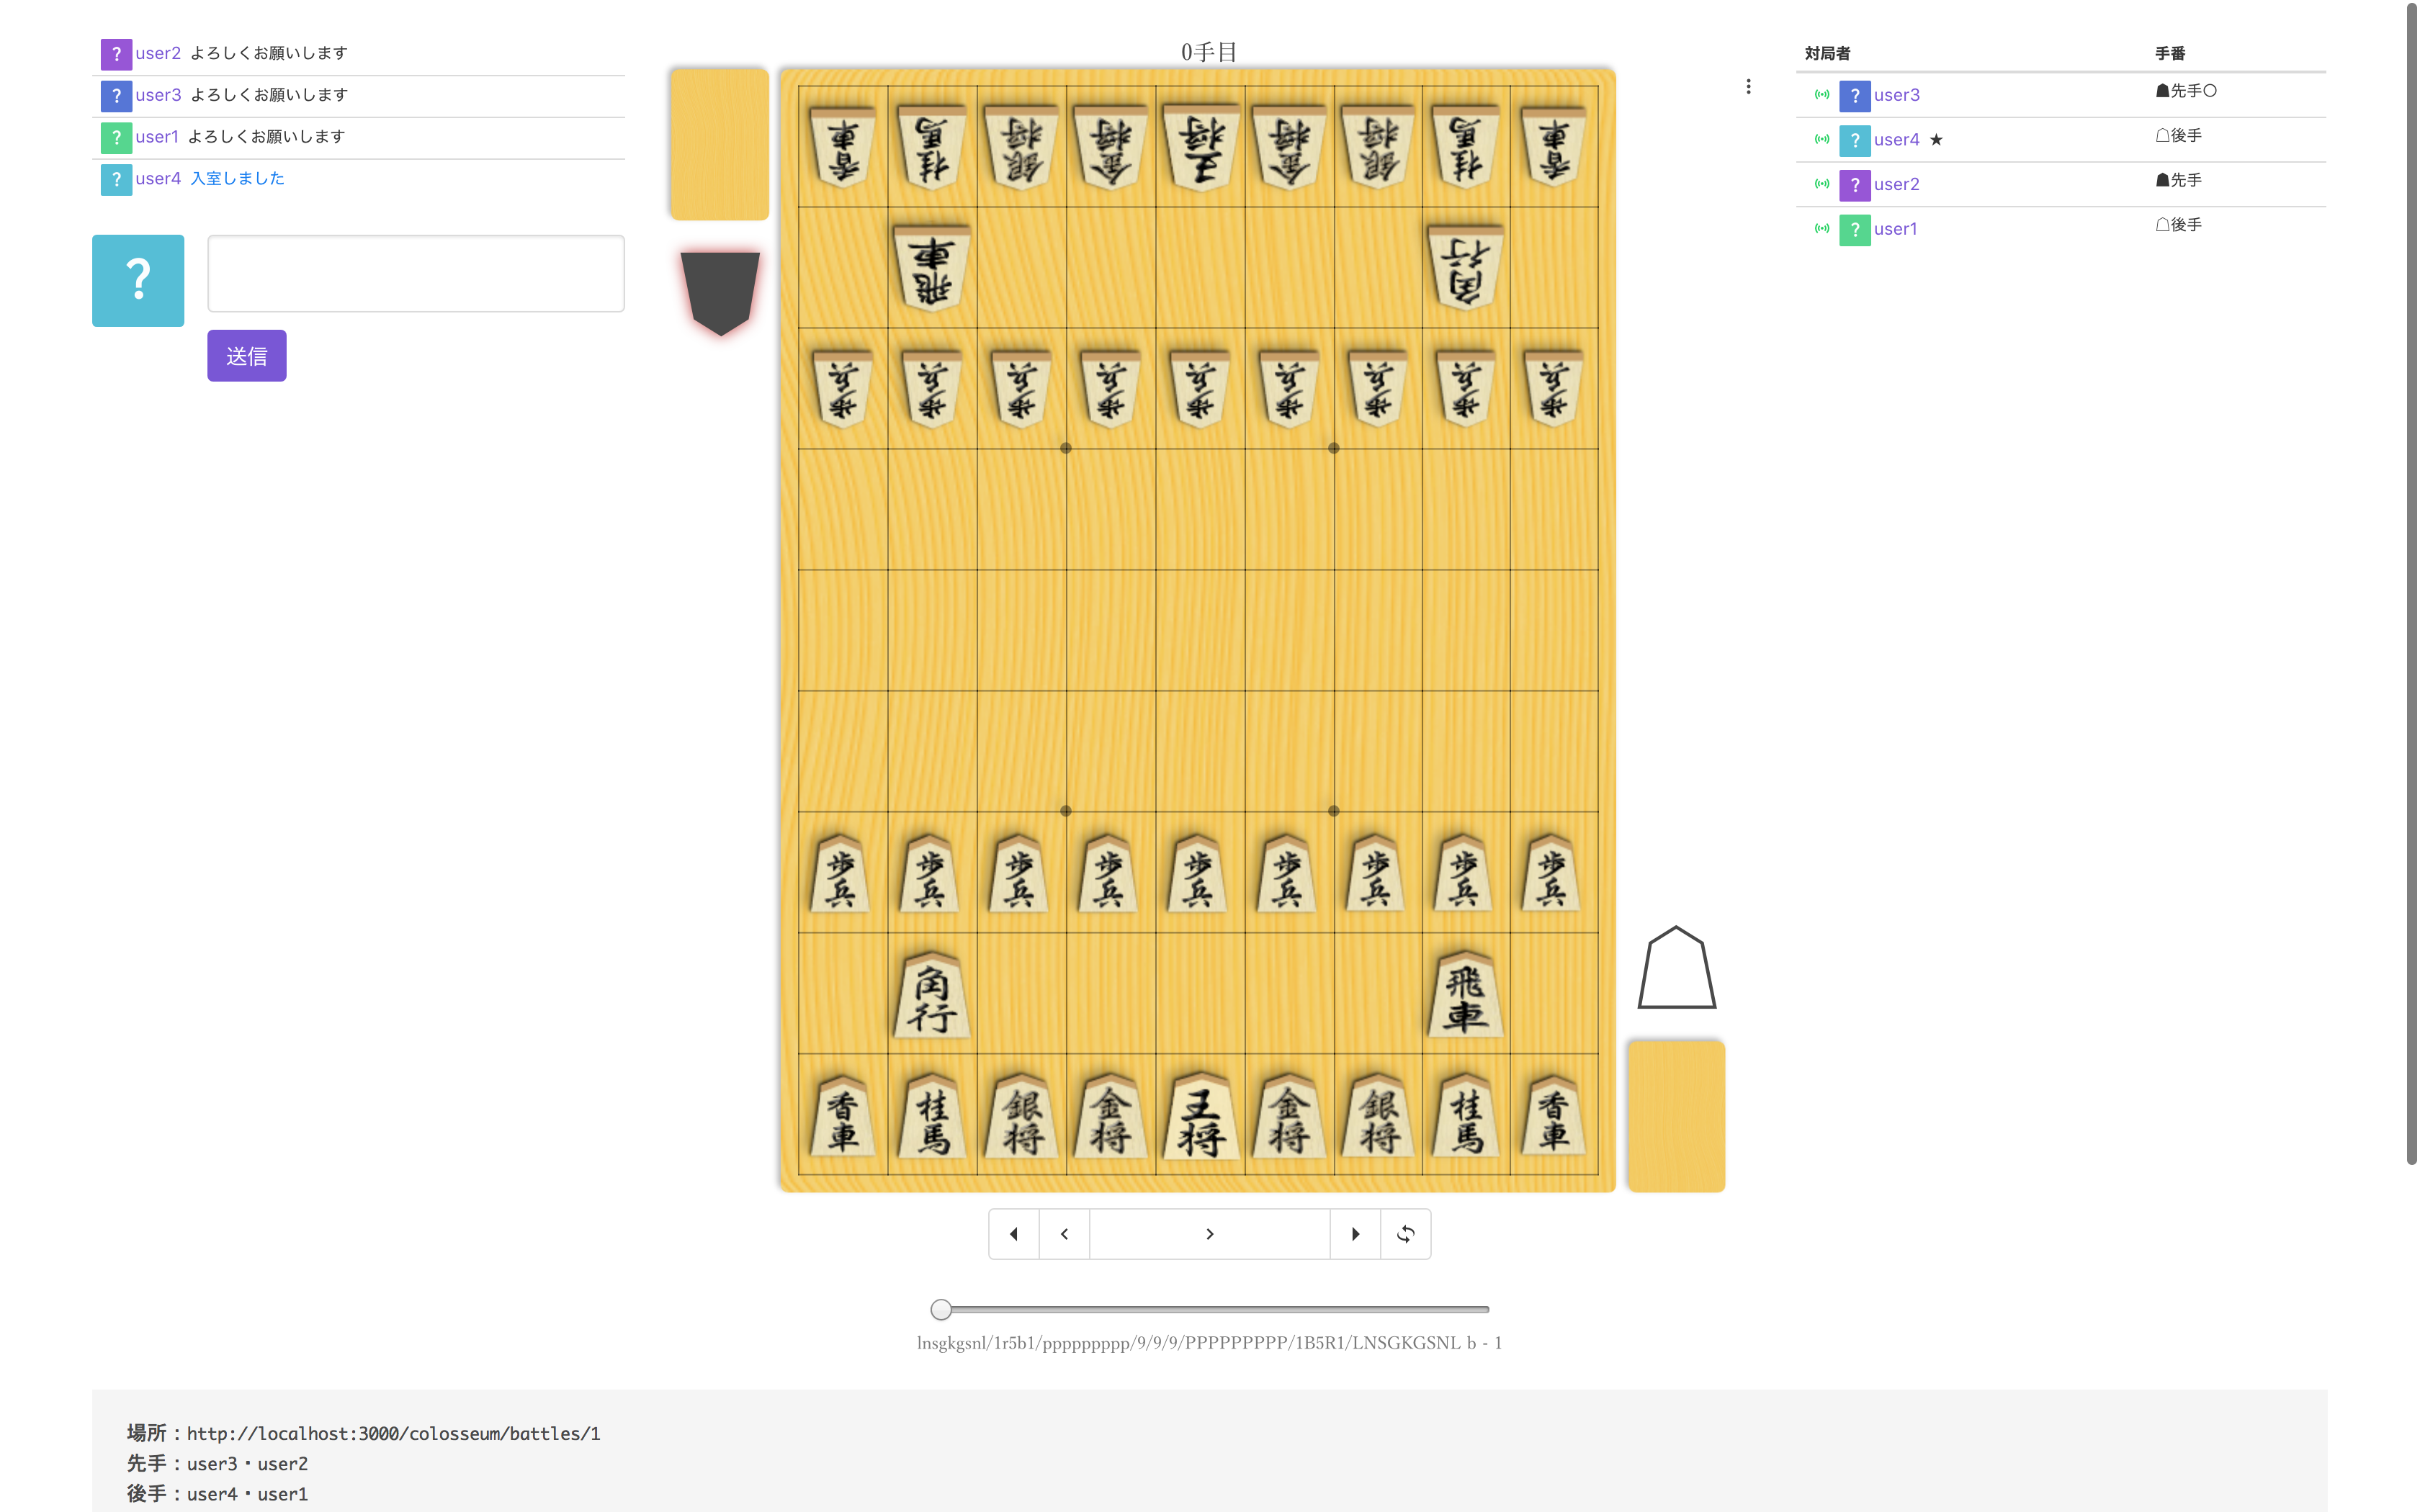 user2 よろしくお願いします
user3 よろしくお願いします
user1 よろしくお願いします
user4 入室しました
?
送信
0手目
香車 桂馬 銀将 金将 王将 金将 銀将 桂馬 香車
飛車 角行
歩兵 歩兵 歩兵 歩兵 歩兵 歩兵 歩兵 歩兵 歩兵
歩兵 歩兵 歩兵 歩兵 歩兵 歩兵 歩兵 歩兵 歩兵
角行 飛車
香車 桂馬 銀将 金将 王将 金将 銀将 桂馬 香車
lnsgkgsnl/1r5b1/ppppppppp/9/9/9/PPPPPPPPP/1B5R1/LNSGKGSNL b - 1
対局者 手番
user3 ☗先手○
user4 ★ ☖後手
user2 ☗先手
user1 ☖後手
場所：http://localhost:3000/colosseum/battles/1
先手：user3・user2
後手：user4・user1